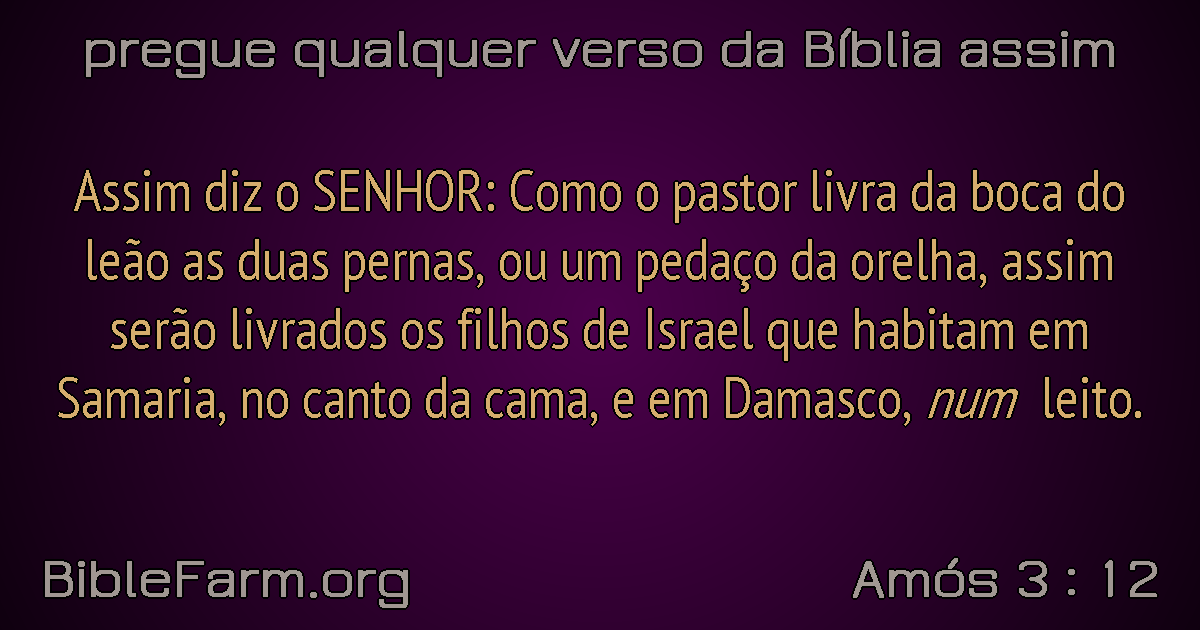 pregue qualquer verso da Bíblia assim
Assim diz o SENHOR: Como o pastor livra da boca do
leão as duas pernas, ou um pedaço da orelha, assim
serão livrados os filhos de Israel que habitam em
Samaria, no canto da cama, e em Damasco, num leito.
BibleFarm.org
Amós 3 : 12